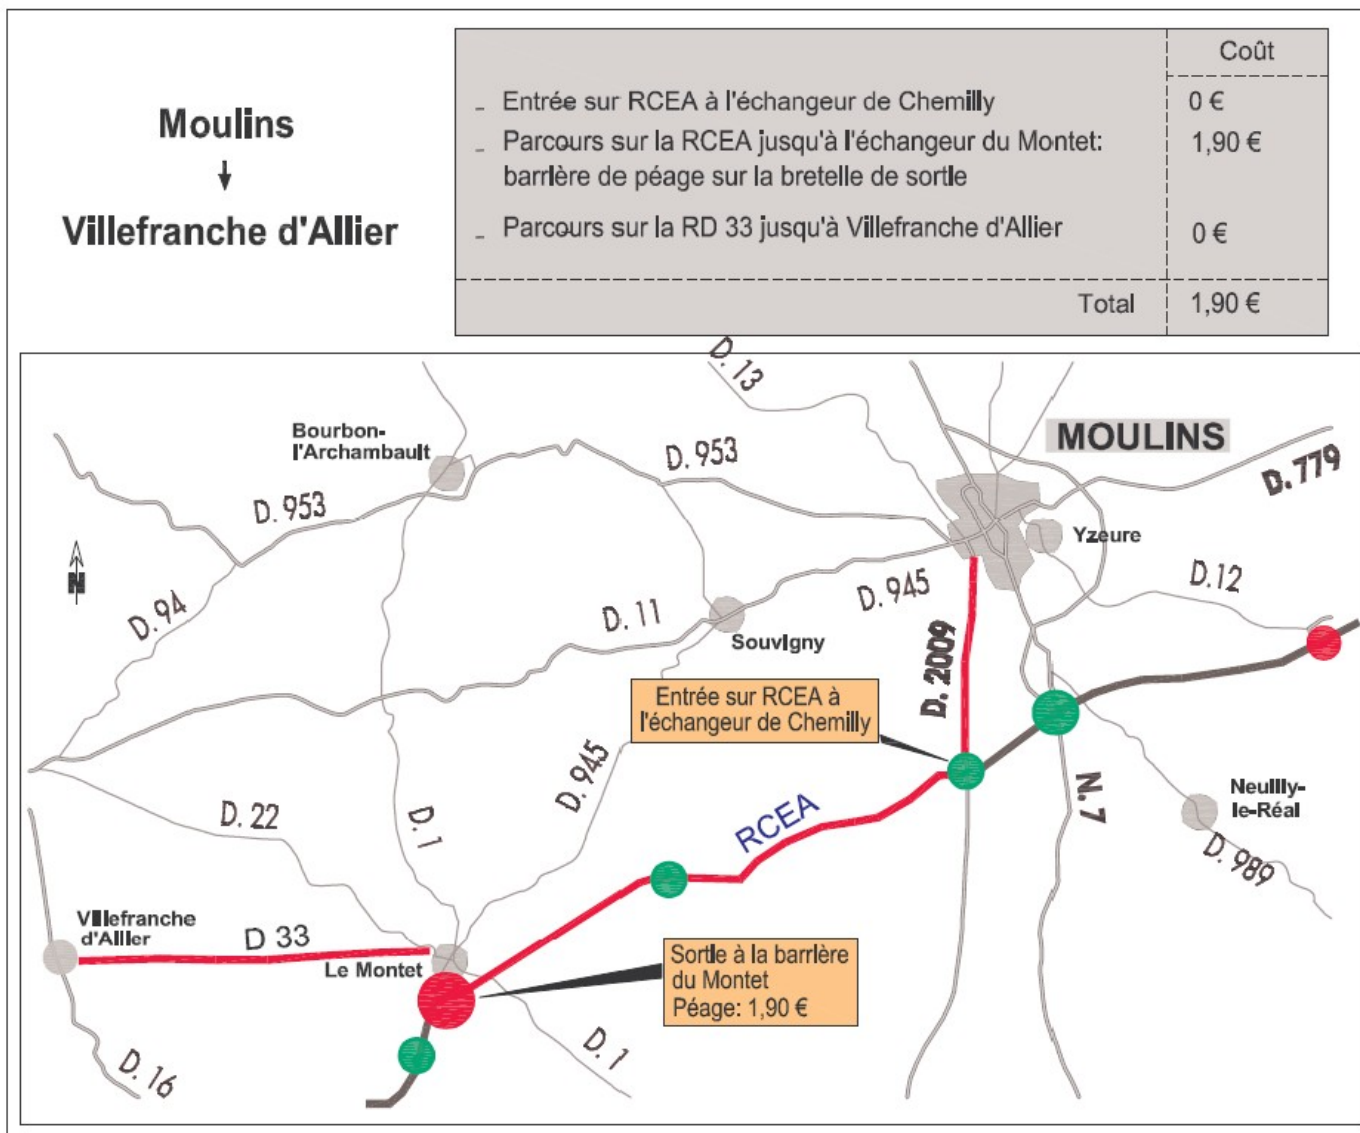 Moulins
Villefranche d'Allier
Coût
- Entrée sur RCEA à l'échangeur de Chemilly 0 €
- Parcours sur la RCEA jusqu'à l'échangeur du Montet: 1,90 €
barrière de péage sur la bretelle de sortie
- Parcours sur la RD 33 jusqu'à Villefranche d'Allier 0 €
Total 1,90 €
D. 13
MOULINS
Bourbon-
l'Archambault
D. 953
D. 779
D. 953
Yzeure
N
D. 945
D.12
D. 94
D. 11
Souvigny
D. 2009
Entrée sur RCEA à
l'échangeur de Chemilly
D. 945
N. 7
Neuilly-
le-Réal
D. 22
D. 1
RCEA
D. 989
Villefranche
d'Allier
D 33
Le Montet
Sortie à la barrière
du Montet
Péage: 1,90 €
D. 1
D. 16